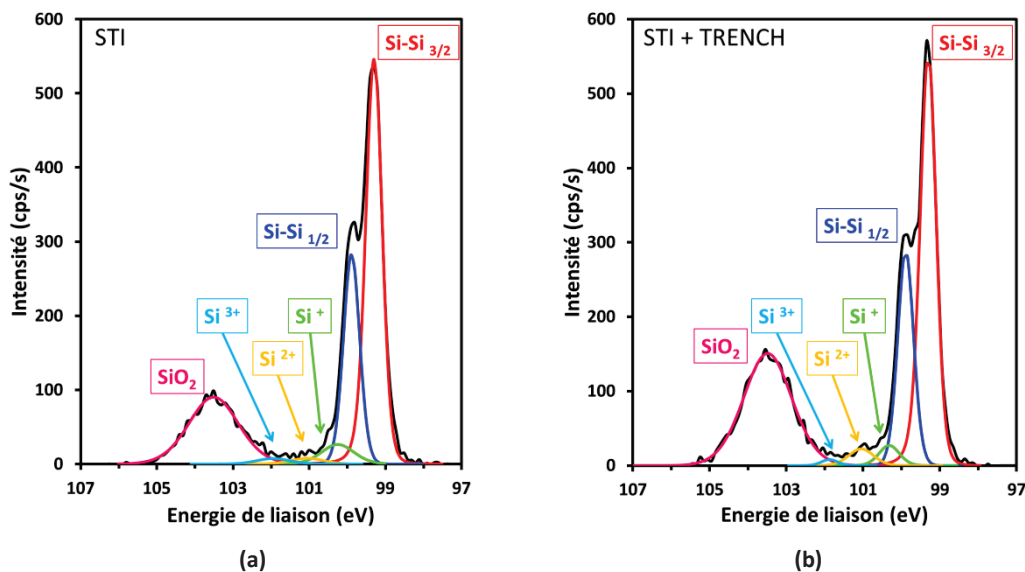 STI
Si-Si 3/2
Si-Si 1/2
Si 3+
Si +
Si 2+
SiO2
600
500
400
300
200
100
0
107 105 103 101 99 97
Intensité (cps/s)
Energie de liaison (eV)
(a)
STI + TRENCH
Si-Si 3/2
Si-Si 1/2
Si 3+
Si +
Si 2+
SiO2
600
500
400
300
200
100
0
107 105 103 101 99 97
Intensité (cps/s)
Energie de liaison (eV)
(b)